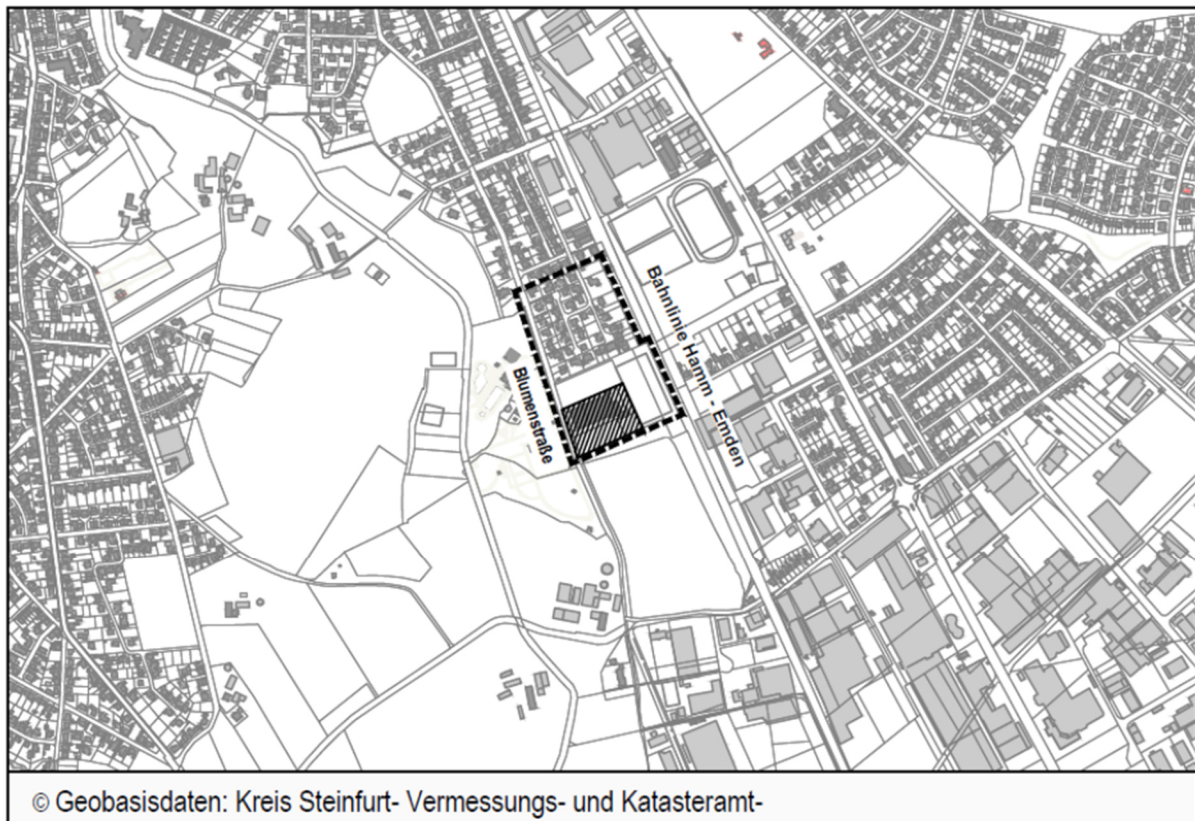 Bahnlinie Hamm - Emden
Blumenstraße
© Geobasisdaten: Kreis Steinfurt- Vermessungs- und Katasteramt-